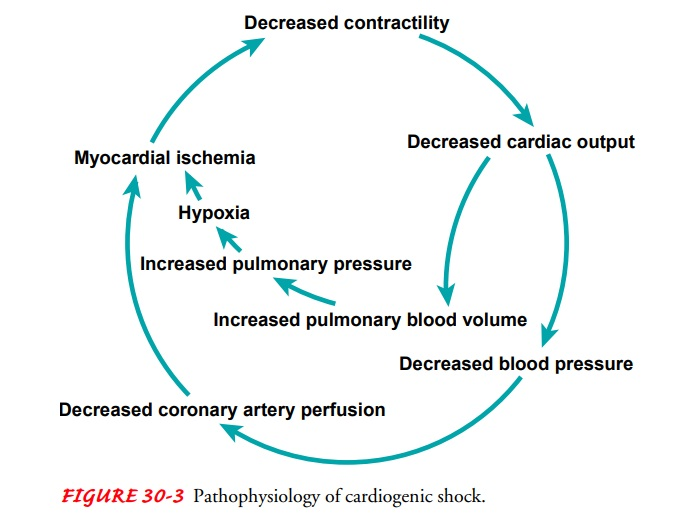 Decreased contractility
Decreased cardiac output
Myocardial ischemia
Hypoxia
Increased pulmonary pressure
Increased pulmonary blood volume
Decreased blood pressure
Decreased coronary artery perfusion
FIGURE 30-3 Pathophysiology of cardiogenic shock.